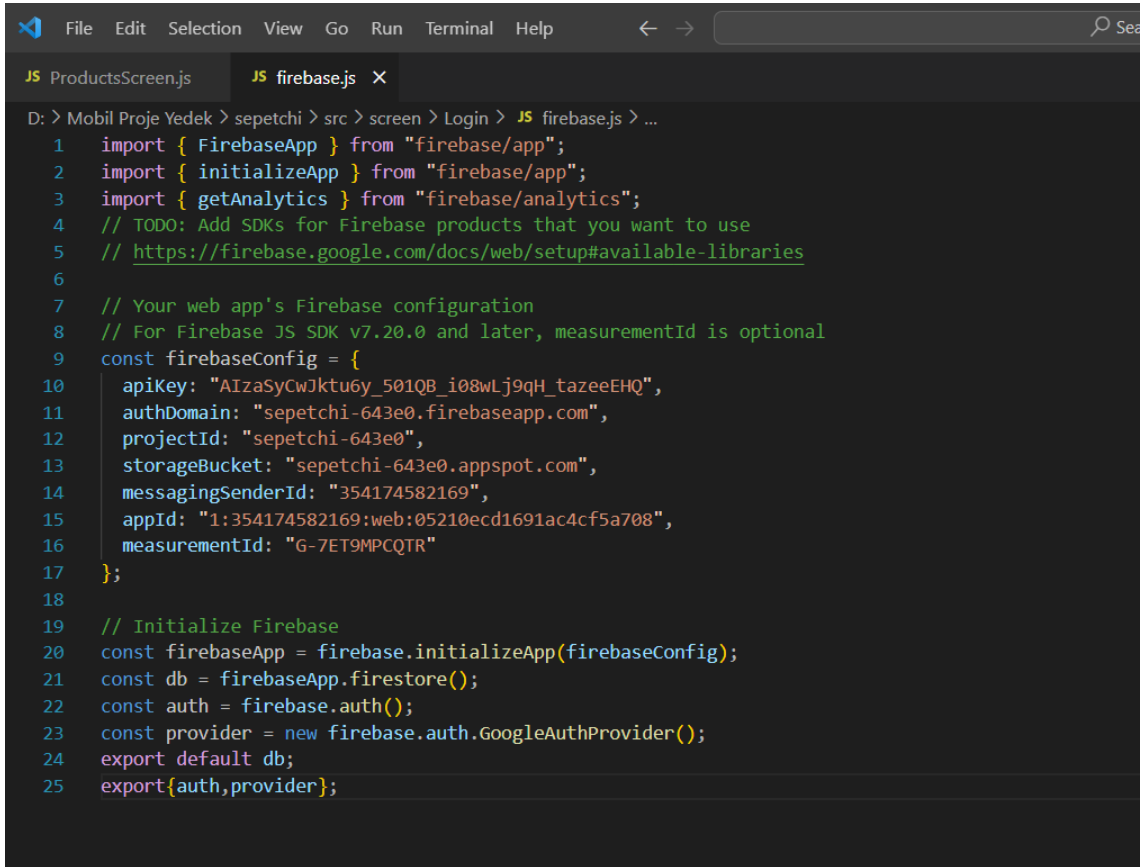 File Edit Selection View Go Run Terminal Help Sea
JS ProductsScreen.js JS firebase.js
D: > Mobil Proje Yedek > sepetchi > src > screen > Login > JS firebase.js > ...
1 import { FirebaseApp } from "firebase/app";
2 import { initializeApp } from "firebase/app";
3 import { getAnalytics } from "firebase/analytics";
4 // TODO: Add SDKs for Firebase products that you want to use
5 // https://firebase.google.com/docs/web/setup#available-libraries
6
7 // Your web app's Firebase configuration
8 // For Firebase JS SDK v7.20.0 and later, measurementId is optional
9 const firebaseConfig = {
10 apiKey: "AIzaSyCwJktu6y_501QB_i08wLj9qH_tazeeEHQ",
11 authDomain: "sepetchi-643e0.firebaseapp.com",
12 projectId: "sepetchi-643e0",
13 storageBucket: "sepetchi-643e0.appspot.com",
14 messagingSenderId: "354174582169",
15 appId: "1:354174582169:web:05210ecd1691ac4cf5a708",
16 measurementId: "G-7ET9MPCQTR"
17 };
18
19 // Initialize Firebase
20 const firebaseApp = firebase.initializeApp(firebaseConfig);
21 const db = firebaseApp.firestore();
22 const auth = firebase.auth();
23 const provider = new firebase.auth.GoogleAuthProvider();
24 export default db;
25 export{auth,provider};